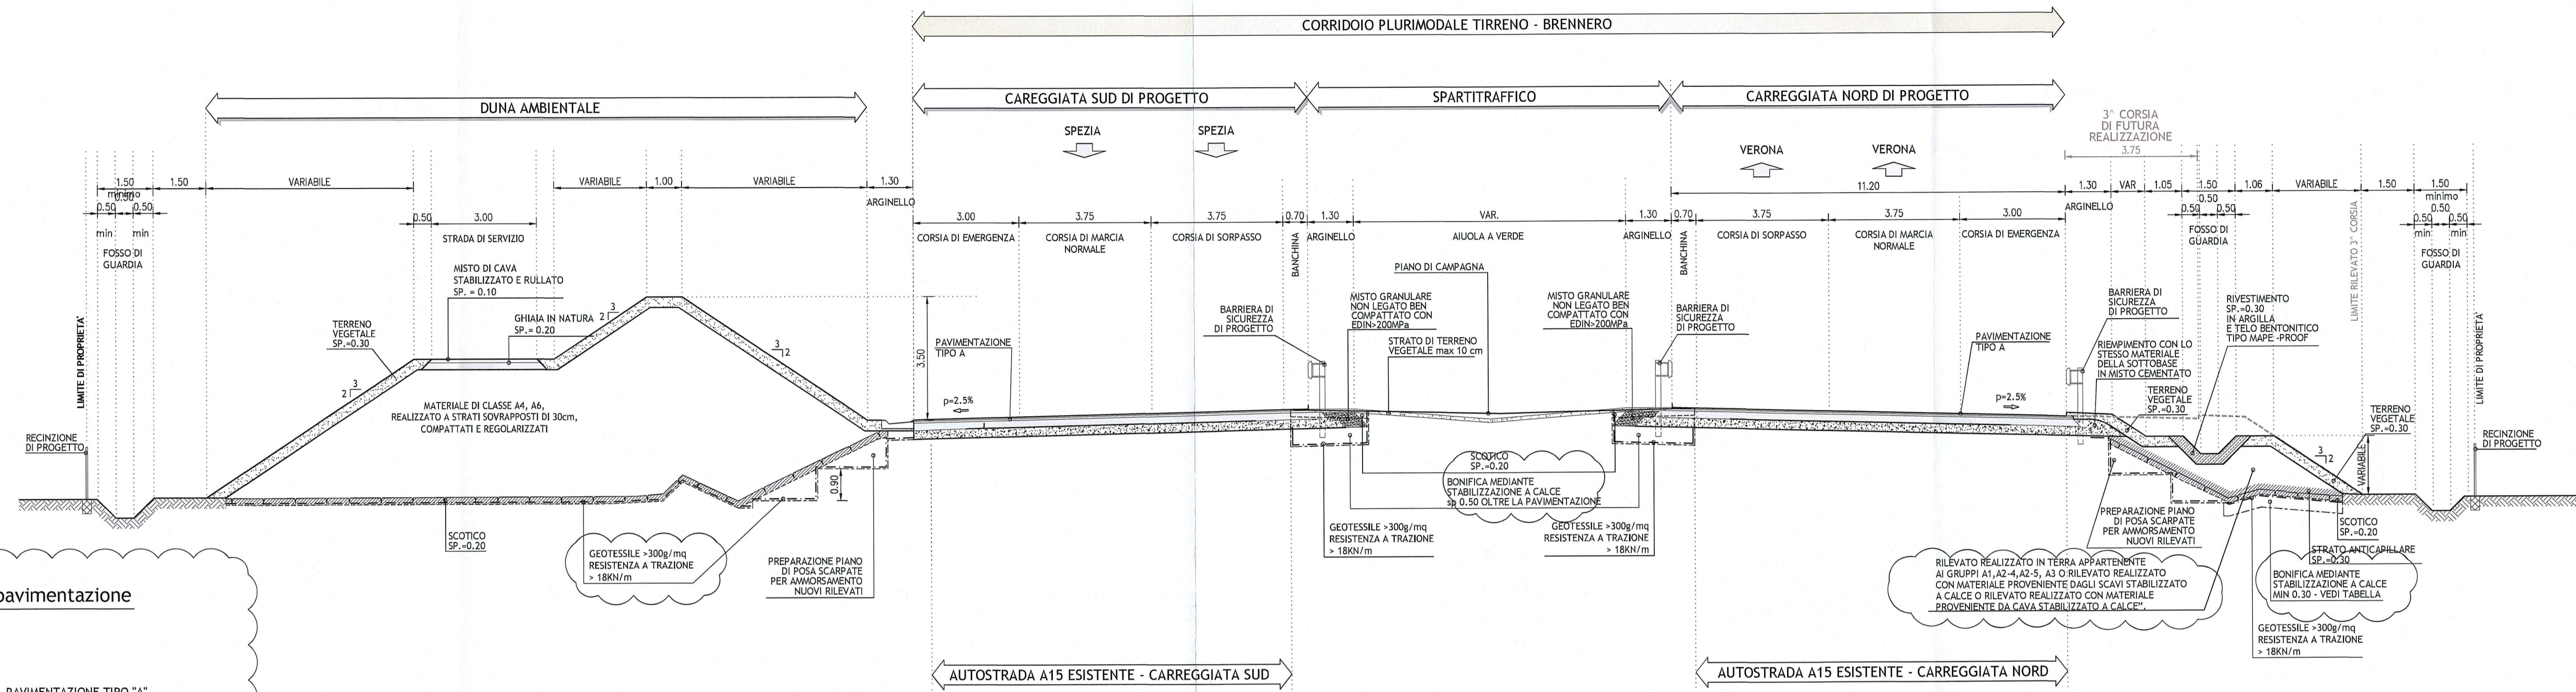 CORRIDOIO PLURIMODALE TIRRENO - BRENNERO
DUNA AMBIENTALE
CAREGGIATA SUD DI PROGETTO
SPARTITRAFFICO
CARREGGIATA NORD DI PROGETTO
SPEZIA
SPEZIA
VERONA
VERONA
3^ CORSIA
DI FUTURA
REALIZZAZIONE
3.75
1.50
minimo
0.50
0.50
0.50
min
min
FOSSO DI
GUARDIA
1.50
VARIABILE
VARIABILE
1.00
VARIABILE
1.30
ARGINELLO
0.50
3.00
STRADA DI SERVIZIO
3.00
CORSIA DI EMERGENZA
3.75
CORSIA DI MARCIA
NORMALE
3.75
CORSIA DI SORPASSO
0.70
BANCHINA
1.30
ARGINELLO
VAR.
AIUOLA A VERDE
1.30
ARGINELLO
0.70
BANCHINA
11.20
3.75
CORSIA DI SORPASSO
3.75
CORSIA DI MARCIA
NORMALE
3.00
CORSIA DI EMERGENZA
1.30
ARGINELLO
VAR
1.05
1.50
0.50
0.50
0.50
FOSSO DI
GUARDIA
1.06
VARIABILE
LIMITE RILEVATO 3^ CORSIA
1.50
1.50
minimo
0.50
0.50
0.50
min
min
FOSSO DI
GUARDIA
LIMITE DI PROPRIETA'
RECINZIONE
DI PROGETTO
TERRENO
VEGETALE
SP.=0.30
MISTO DI CAVA
STABILIZZATO E RULLATO
SP. = 0.10
GHIAIA IN NATURA
SP.= 0.20
3
2
3
2
3
2
MATERIALE DI CLASSE A4, A6,
REALIZZATO A STRATI SOVRAPPOSTI DI 30cm,
COMPATTATI E REGOLARIZZATI
3.50
PAVIMENTAZIONE
TIPO A
p=2.5%
0.90
SCOTICO
SP.=0.20
GEOTESSILE >300g/mq
RESISTENZA A TRAZIONE
> 18KN/m
PREPARAZIONE PIANO
DI POSA SCARPATE
PER AMMORSAMENTO
NUOVI RILEVATI
BARRIERA DI
SICUREZZA
DI PROGETTO
MISTO GRANULARE
NON LEGATO BEN
COMPATTATO CON
EDIN>200MPa
PIANO DI CAMPAGNA
STRATO DI TERRENO
VEGETALE max 10 cm
MISTO GRANULARE
NON LEGATO BEN
COMPATTATO CON
EDIN>200MPa
BARRIERA DI
SICUREZZA
DI PROGETTO
SCOTICO
SP.=0.20
BONIFICA MEDIANTE
STABILIZZAZIONE A CALCE
sp 0.50 OLTRE LA PAVIMENTAZIONE
GEOTESSILE >300g/mq
RESISTENZA A TRAZIONE
> 18KN/m
GEOTESSILE >300g/mq
RESISTENZA A TRAZIONE
> 18KN/m
PAVIMENTAZIONE
TIPO A
p=2.5%
BARRIERA DI
SICUREZZA
DI PROGETTO
RIEMPIMENTO CON LO
STESSO MATERIALE
DELLA SOTTOBASE
IN MISTO CEMENTATO
TERRENO
VEGETALE
SP.=0.30
RIVESTIMENTO
SP.=0.30
IN ARGILLA
E TELO BENTONITICO
TIPO MAPE -PROOF
3
2
VARIABILE
TERRENO
VEGETALE
SP.=0.30
LIMITE DI PROPRIETA'
RECINZIONE
DI PROGETTO
PREPARAZIONE PIANO
DI POSA SCARPATE
PER AMMORSAMENTO
NUOVI RILEVATI
SCOTICO
SP.=0.20
STRATO ANTICAPILLARE
SP.=0.30
RILEVATO REALIZZATO IN TERRA APPARTENENTE
AI GRUPPI A1,A2-4,A2-5, A3 O RILEVATO REALIZZATO
CON MATERIALE PROVENIENTE DAGLI SCAVI STABILIZZATO
A CALCE O RILEVATO REALIZZATO CON MATERIALE
PROVENIENTE DA CAVA STABILIZZATO A CALCE".
BONIFICA MEDIANTE
STABILIZZAZIONE A CALCE
MIN 0.30 - VEDI TABELLA
GEOTESSILE >300g/mq
RESISTENZA A TRAZIONE
> 18KN/m
pavimentazione
PAVIMENTAZIONE TIPO "A"
AUTOSTRADA A15 ESISTENTE - CARREGGIATA SUD
AUTOSTRADA A15 ESISTENTE - CARREGGIATA NORD